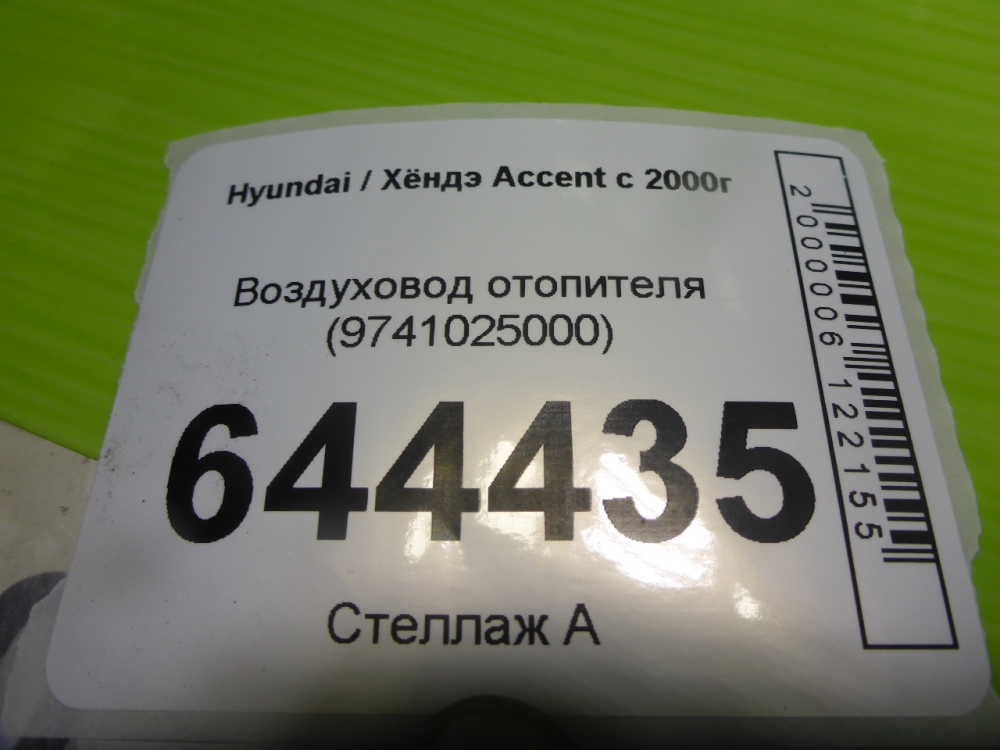 Hyundai / Хёндэ Accent с 2000г
Воздуховод отопителя
(9741025000)
644435
Стеллаж А
2000006122155